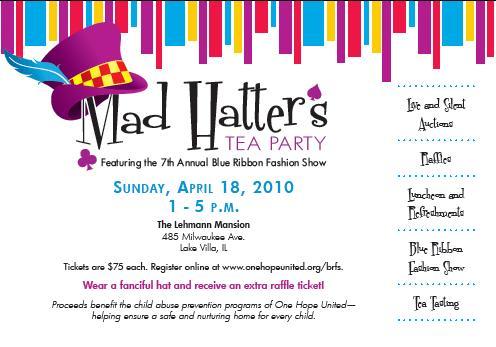 Mad Hatter's
TEA PARTY
Featuring the 7th Annual Blue Ribbon Fashion Show
SUNDAY, APRIL 18, 2010
1 - 5 P.M.
The Lehmann Mansion
485 Milwaukee Ave.
Lake Villa, IL
Tickets are $75 each. Register online at www.onehopeunited.org/brfs.
Wear a fanciful hat and receive an extra raffle ticket!
Proceeds benefit the child abuse prevention programs of One Hope United—
helping ensure a safe and nurturing home for every child.
Live and Silent
Auctions
Raffles
Luncheon and
Refreshments
Blue Ribbon
Fashion Show
Tea Tasting